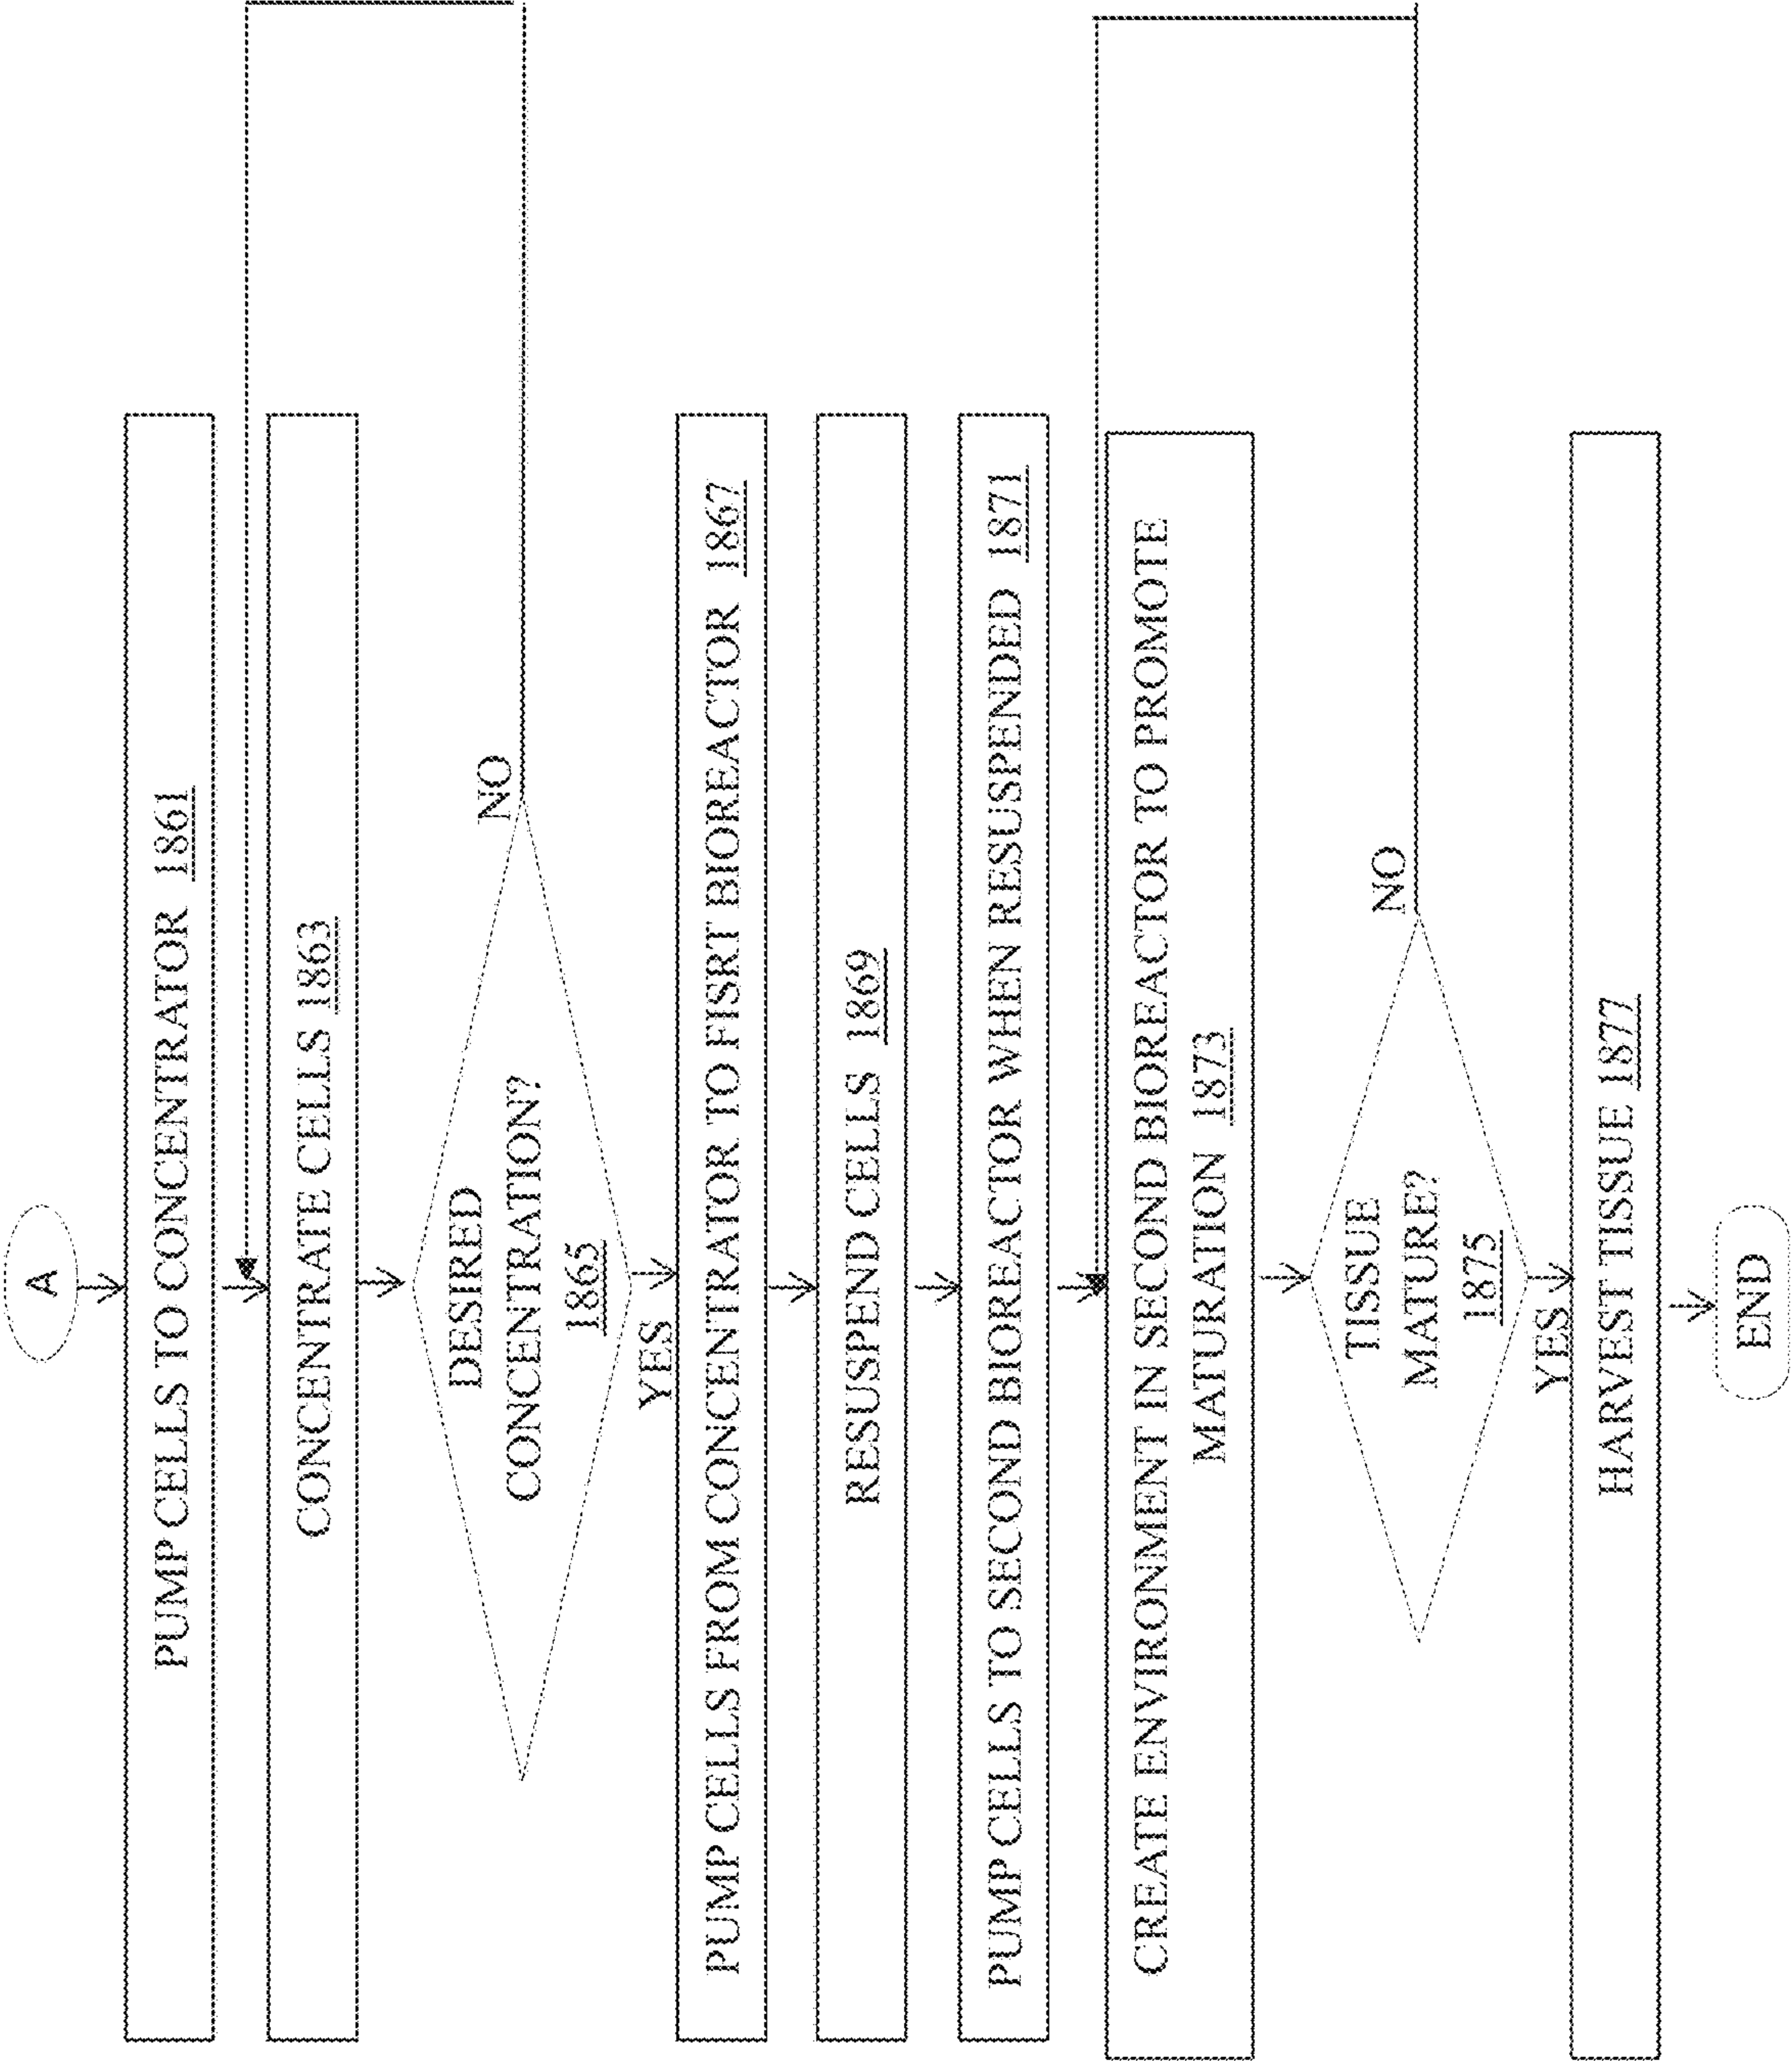 A
PUMP CELLS TO CONCENTRATOR 1861
CONCENTRATE CELLS 1863
DESIRED
CONCENTRATION?
1865
NO
YES
PUMP CELLS FROM CONCENTRATOR TO FISRT BIOREACTOR 1867
RESUSPEND CELLS 1869
PUMP CELLS TO SECOND BIOREACTOR WHEN RESUSPENDED 1871
CREATE ENVIRONMENT IN SECOND BIOREACTOR TO PROMOTE
MATURATION 1873
TISSUE
MATURE?
1875
NO
YES
HARVEST TISSUE 1877
END